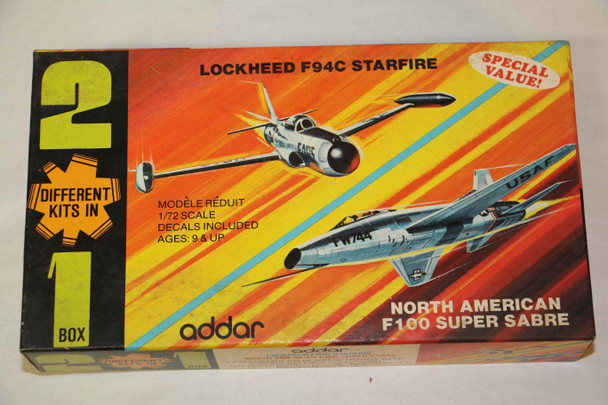 2
DIFFERENT
KITS IN
1
BOX
LOCKHEED F94C STARFIRE
SPECIAL
VALUE!
MODÈLE RÉDUIT
1/72 SCALE
DECALS INCLUDED
AGES: 9 & UP
USAF
FW744
NORTH AMERICAN
F100 SUPER SABRE
addar
addar